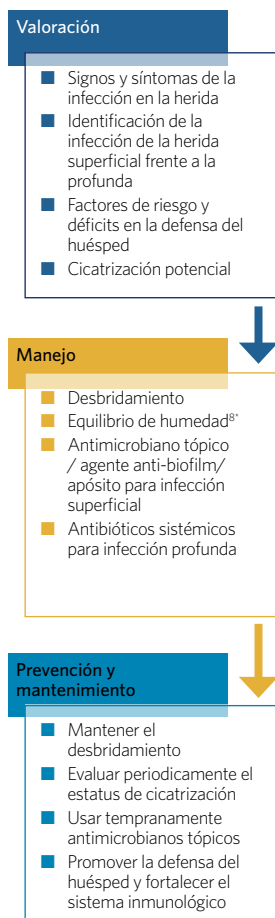 Valoración
■ Signos y síntomas de la
infección en la herida
■ Identificación de la
infección de la herida
superficial frente a la
profunda
■ Factores de riesgo y
déficits en la defensa del
huésped
■ Cicatrización potencial
Manejo
■ Desbridamiento
■ Equilibrio de humedad⁸*
■ Antimicrobiano tópico
/ agente anti-biofilm/
apósito para infección
superficial
■ Antibióticos sistémicos
para infección profunda
Prevención y
mantenimiento
■ Mantener el
desbridamiento
■ Evaluar periodicamente el
estatus de cicatrización
■ Usar tempranamente
antimicrobianos tópicos
■ Promover la defensa del
huésped y fortalecer el
sistema inmunológico